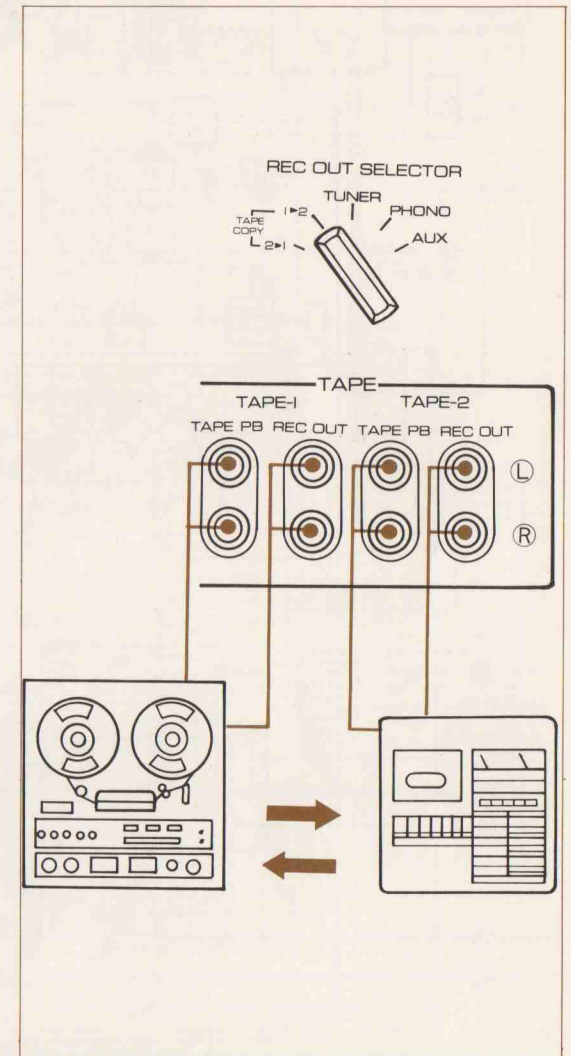 REC OUT SELECTOR
TUNER
1►2
PHONO
TAPE
COPY
AUX
2►1
TAPE
TAPE-1 TAPE-2
TAPE PB REC OUT TAPE PB REC OUT
L
R